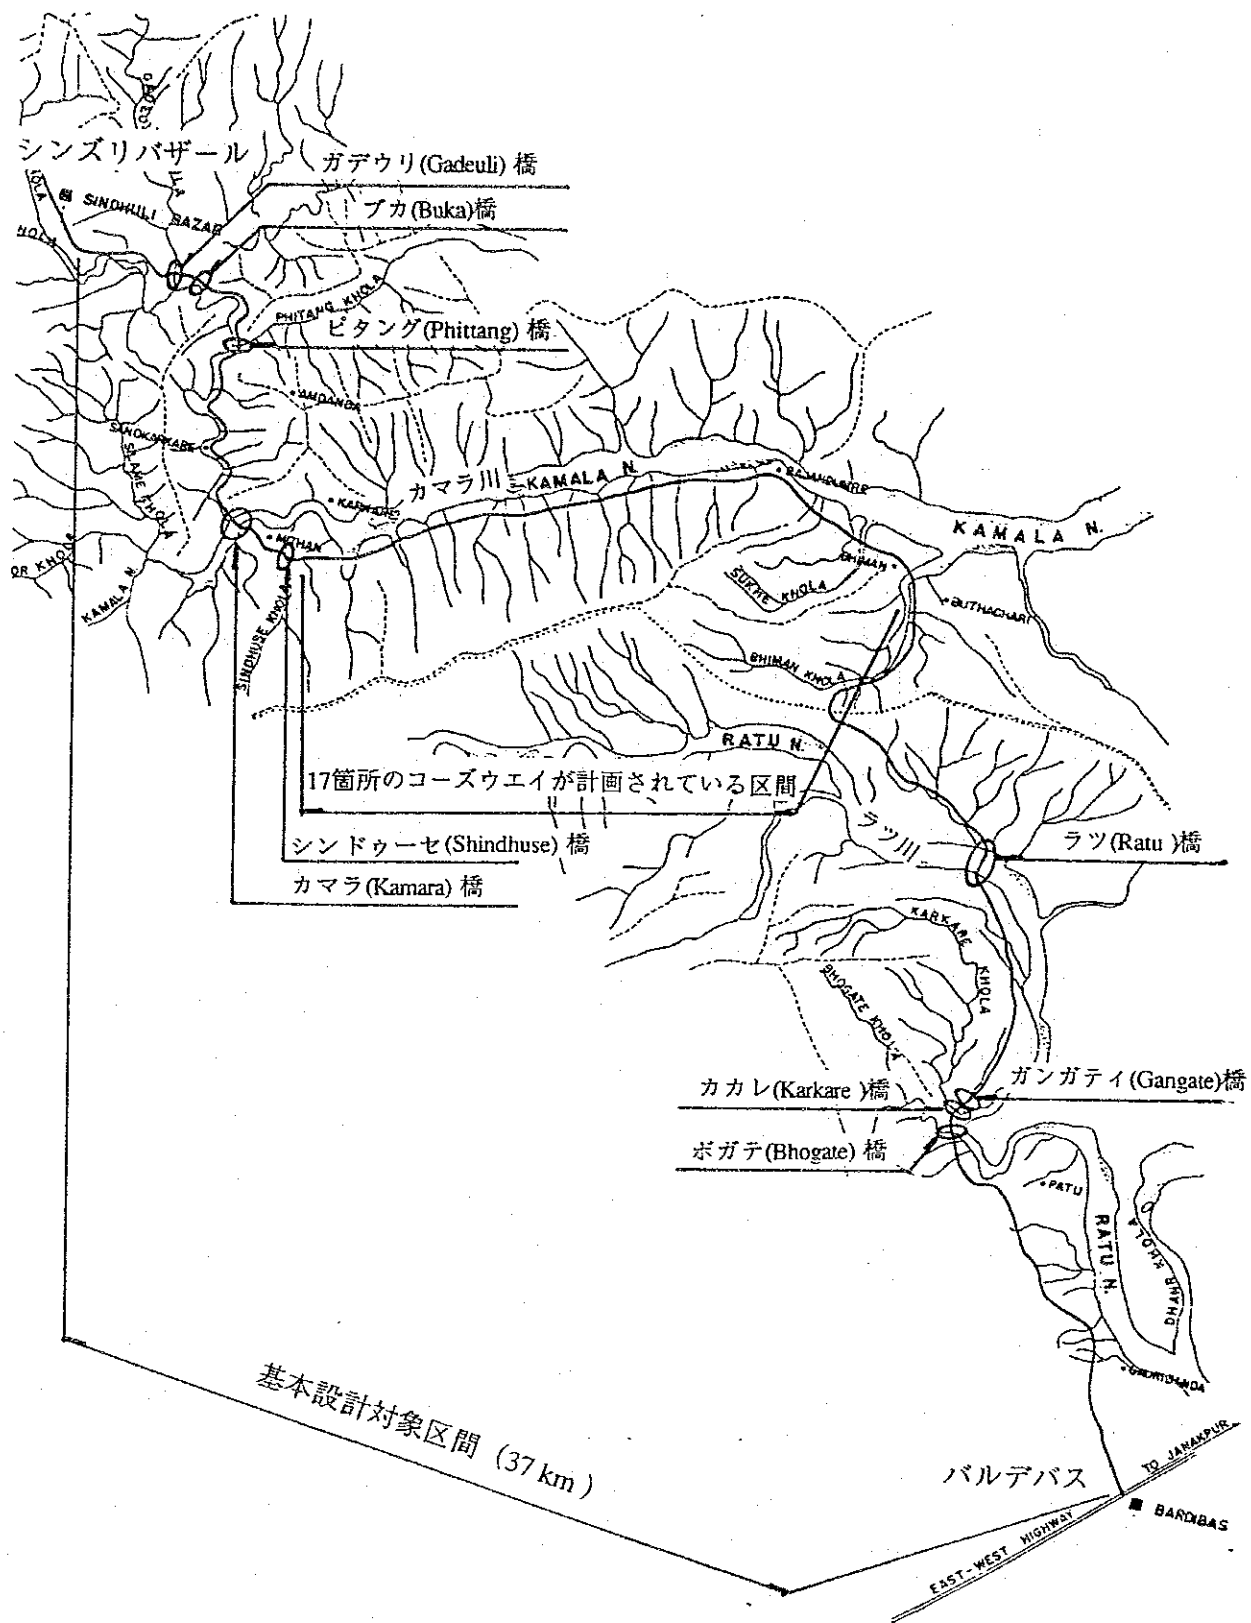 シンズリバザール
ガデウリ(Gadeuli) 橋
SINDHULI BAZAR
ブカ(Buka)橋
KHOLA
PHITANG KHOLA
ピタング(Phittang) 橋
AMDANDA
SANOKARKARE
KARKARE
カマラ川
KAMALA N.
KAMALA N.
MITHAN
BHIMAN
SUKHE KHOLA
KAMALA N.
BUTHACHARI
SINDHUSE KHOLA
BHIMAN KHOLA
RATU N.
17箇所のコーズウエイが計画されている区間
ラツ川
シンドゥーセ(Shindhuse) 橋
ラツ(Ratu )橋
カマラ(Kamara) 橋
KARKARE KHOLA
BHOGATE KHOLA
カカレ(Karkare )橋
ガンガティ(Gangate)橋
ボガテ(Bhogate) 橋
PATU
RATU N.
DHANR KHOLA
基本設計対象区間 (37 km )
バルデバス
TO JANAKPUR
BARDIBAS
EAST-WEST HIGHWAY